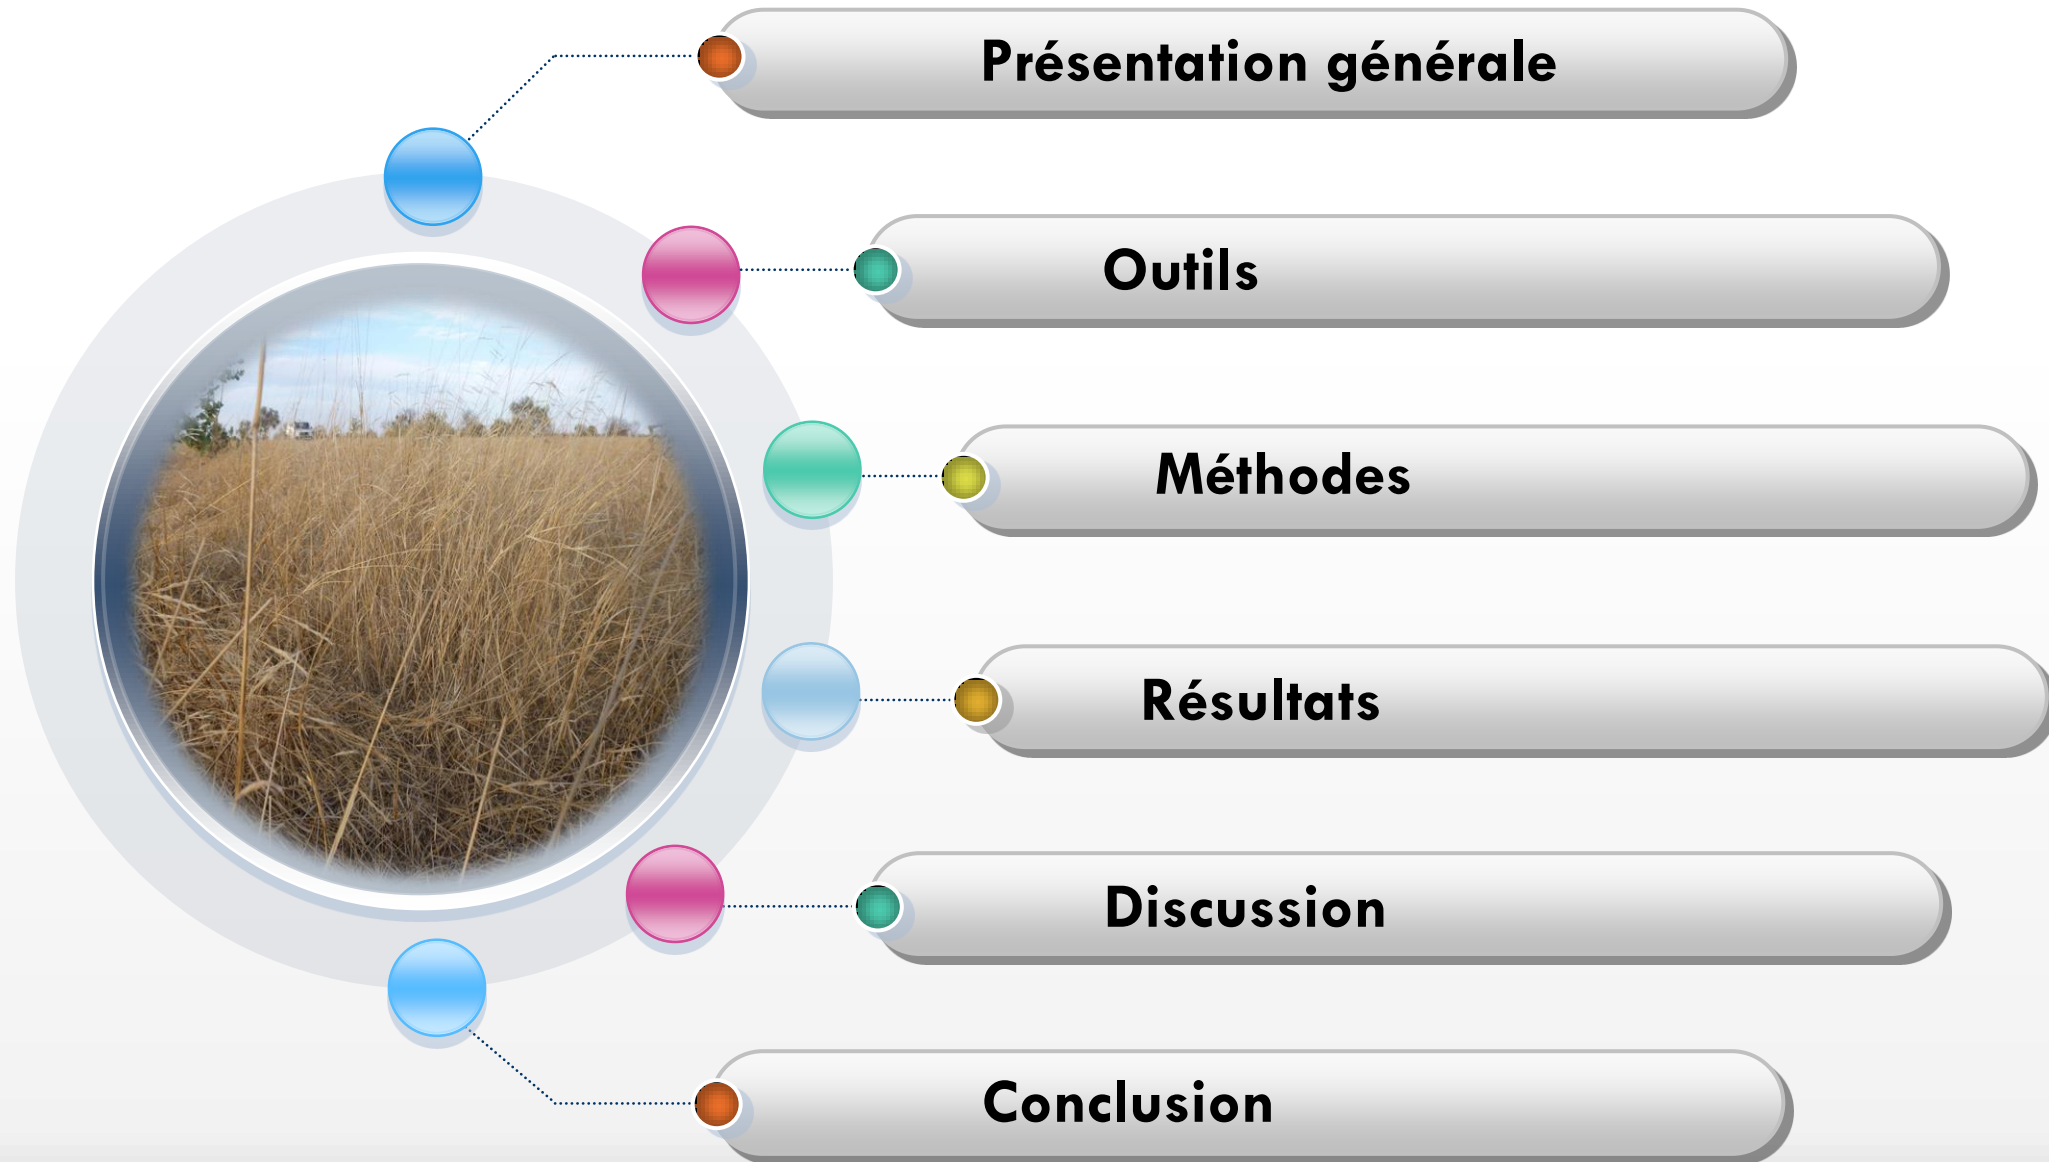 Présentation générale
Outils
Méthodes
Résultats
Discussion
Conclusion